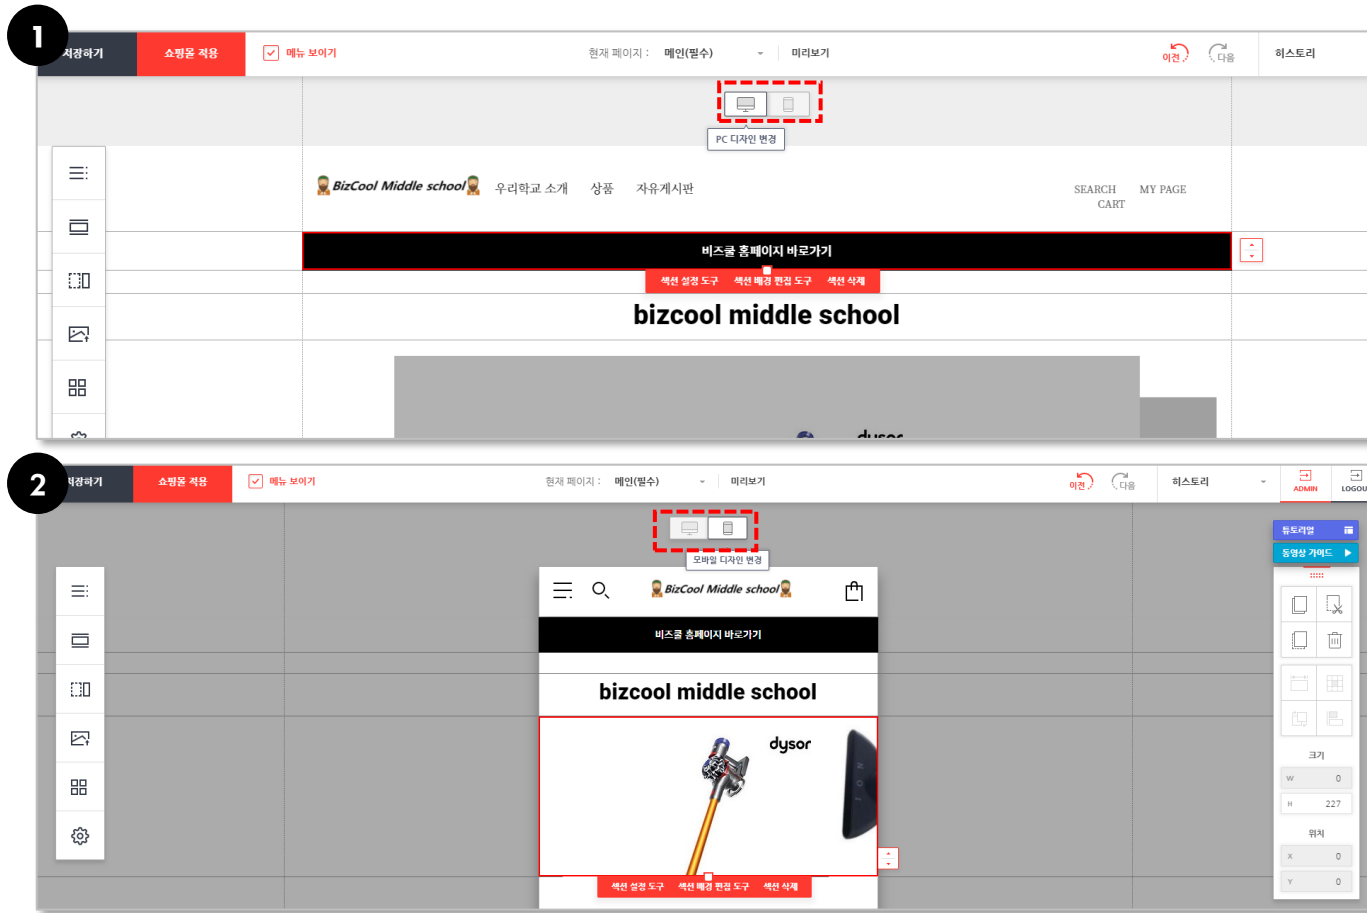 1
저장하기 쇼핑몰 적용 메뉴 보이기 현재 페이지 : 메인(필수) 미리보기 이전 다음 히스토리
PC 디자인 변경
BizCool Middle school 우리학교 소개 상품 자유게시판 SEARCH MY PAGE
CART
비즈쿨 홈페이지 바로가기
섹션 설정 도구 섹션 배경 편집 도구 섹션 삭제
bizcool middle school
2
저장하기 쇼핑몰 적용 메뉴 보이기 현재 페이지 : 메인(필수) 미리보기 이전 다음 히스토리 ADMIN LOGOU
튜토리얼
동영상 가이드
모바일 디자인 변경
BizCool Middle school
비즈쿨 홈페이지 바로가기
bizcool middle school
dysor
크기
W 0
H 227
위치
X 0
Y 0
섹션 설정 도구 섹션 배경 편집 도구 섹션 삭제